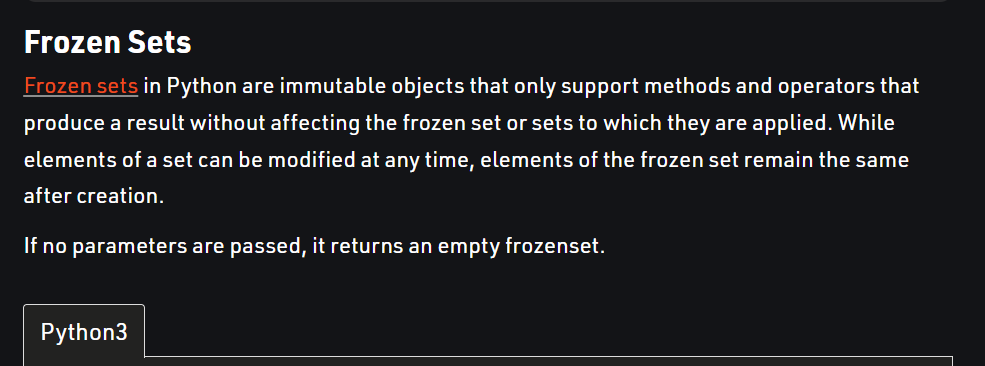 Frozen Sets
Frozen sets in Python are immutable objects that only support methods and operators that
produce a result without affecting the frozen set or sets to which they are applied. While
elements of a set can be modified at any time, elements of the frozen set remain the same
after creation.
If no parameters are passed, it returns an empty frozenset.
Python3